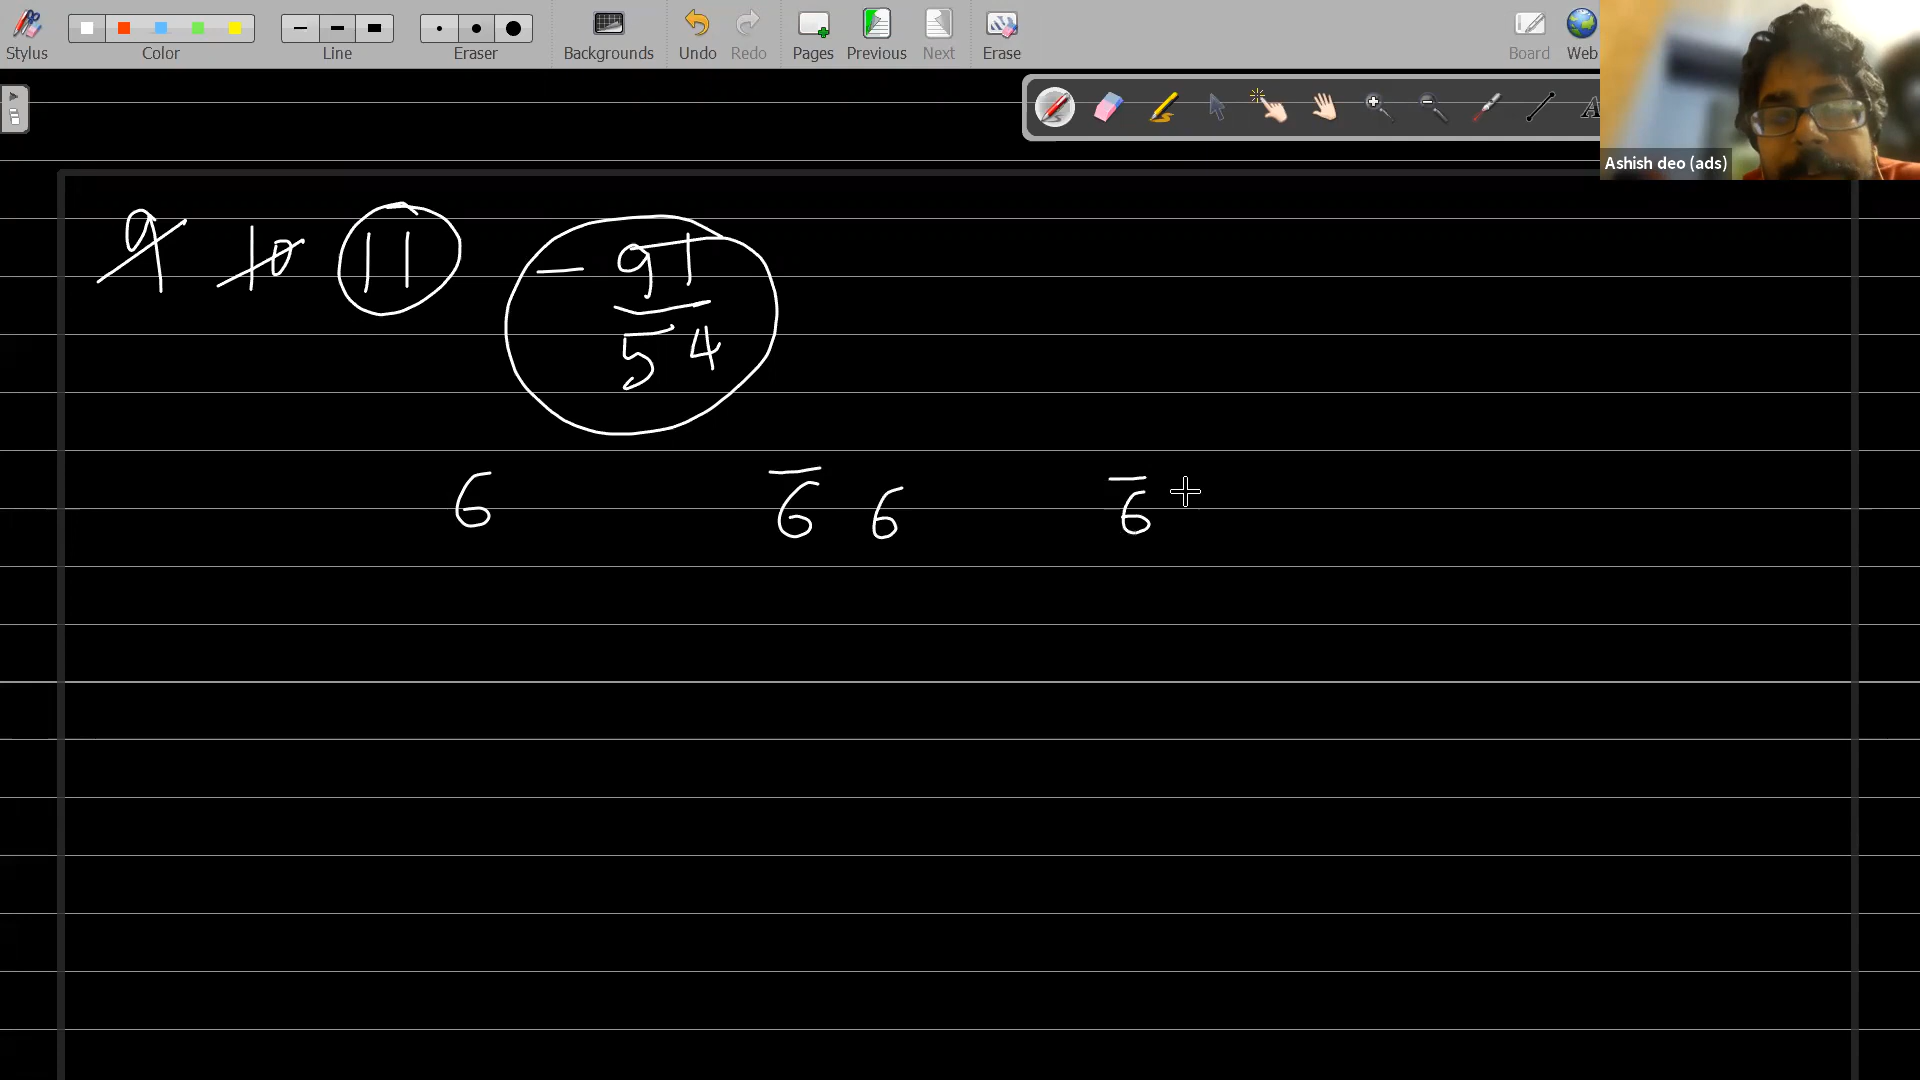 Stylus Color Line Eraser Backgrounds Undo Redo Pages Previous Next Erase Board Web
Ashish deo (ads)
9 10 11 - 91
54
6 6̅ 6 6̅